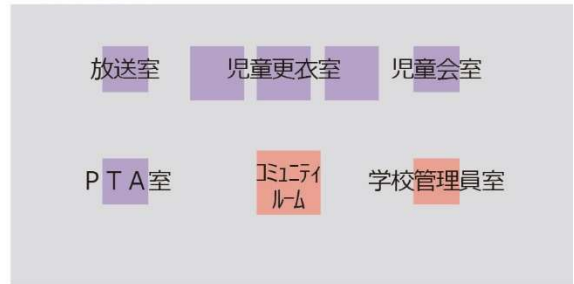 放送室
児童更衣室
児童会室
ＰＴＡ室
ｺﾐｭﾆﾃｨ
ﾙｰﾑ
学校管理員室